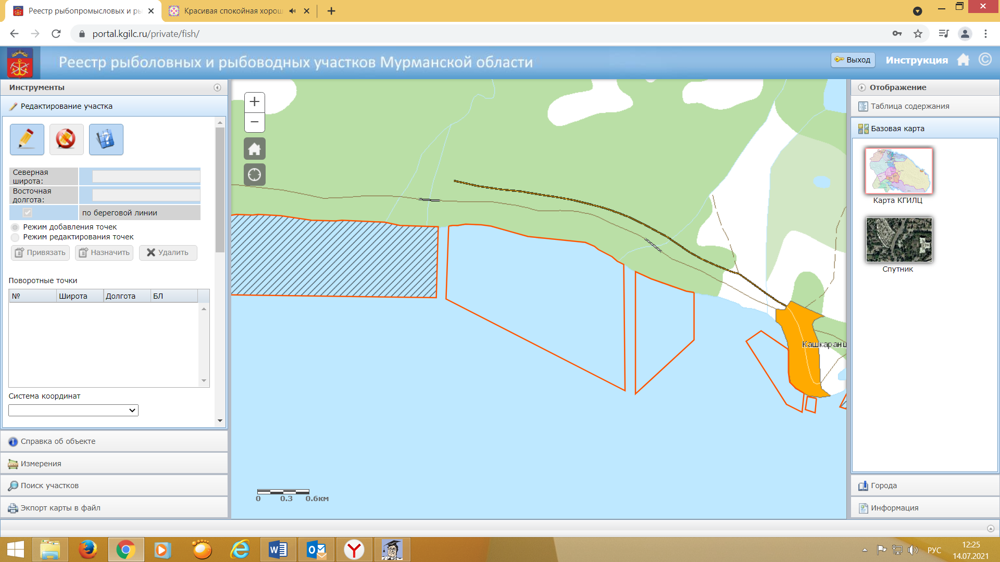 Реестр рыбопромысловых и ры
Красивая спокойная хорош
portal.kgilc.ru/private/fish/
Реестр рыболовных и рыбоводных участков Мурманской области
Выход
Инструкция
Инструменты
Редактирование участка
Северная
широта:
Восточная
долгота:
по береговой линии
Режим добавления точек
Режим редактирования точек
Привязать
Назначить
Удалить
Поворотные точки
№ Широта Долгота БЛ
Система координат
Справка об объекте
Измерения
Поиск участков
Экпорт карты в файл
Кашкаранц
0 0.3 0.6км
Отображение
Таблица содержания
Базовая карта
Карта КГИЛЦ
Спутник
Города
Информация
РУС
12:25
14.07.2021